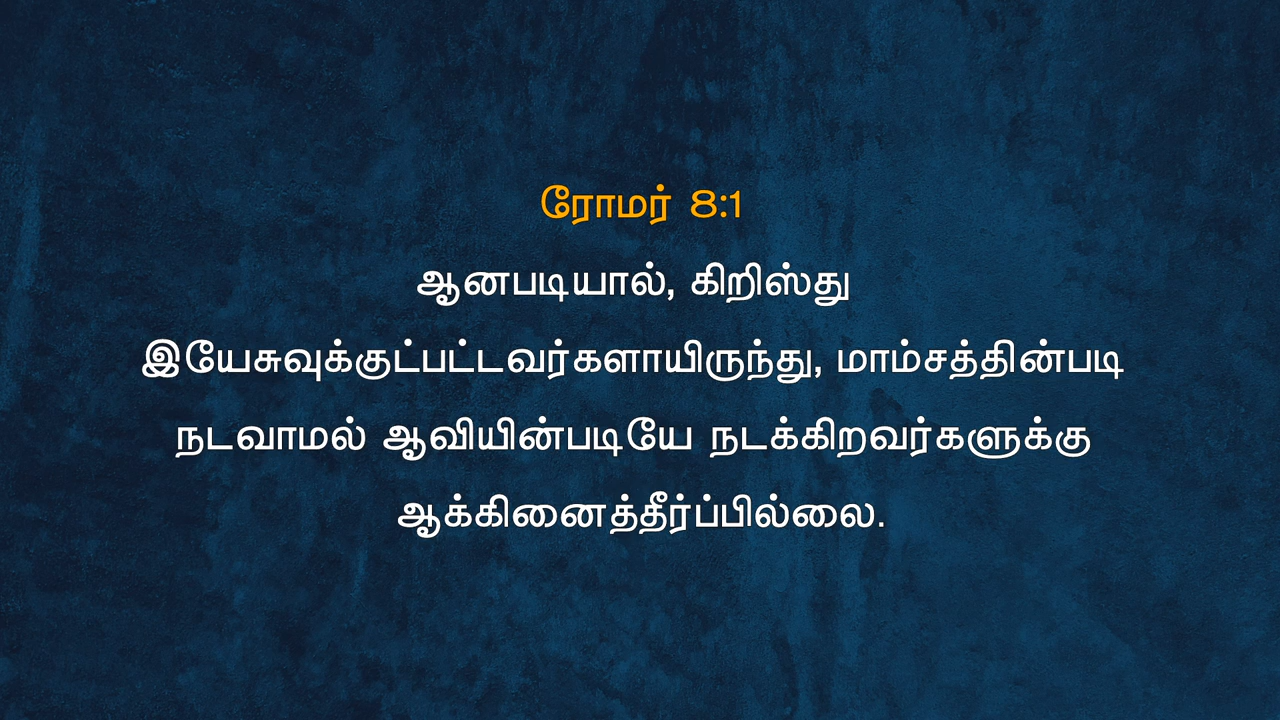 ரோமர் 8:1
ஆனபடியால், கிறிஸ்து
இயேசுவுக்குட்பட்டவர்களாயிருந்து, மாம்சத்தின்படி
நடவாமல் ஆவியின்படியே நடக்கிறவர்களுக்கு
ஆக்கினைத்தீர்ப்பில்லை.